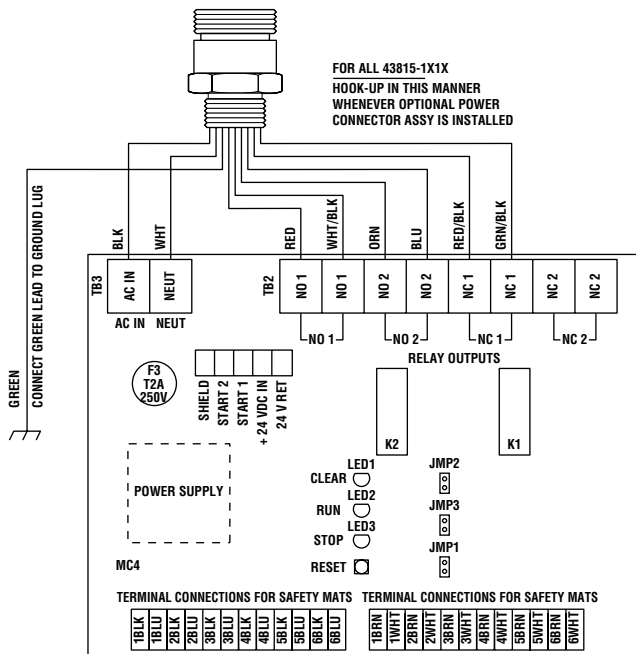 FOR ALL 43815-1X1X
HOOK-UP IN THIS MANNER
WHENEVER OPTIONAL POWER
CONNECTOR ASSY IS INSTALLED
GREEN
CONNECT GREEN LEAD TO GROUND LUG
BLK
WHT
RED
WHT/BLK
ORN
BLU
RED/BLK
GRN/BLK
TB3
AC IN
NEUT
TB2
NO 1
NO 1
NO 2
NO 2
NC 1
NC 1
NC 2
NC 2
AC IN
NEUT
NO 1
NO 2
NC 1
NC 2
RELAY OUTPUTS
F3
T2A
250V
SHIELD
START 2
START 1
+ 24 VDC IN
24 V RET
K2
K1
POWER SUPPLY
LED1
CLEAR
LED2
RUN
LED3
STOP
RESET
JMP2
JMP3
JMP1
MC4
TERMINAL CONNECTIONS FOR SAFETY MATS
1BLK
1BLU
2BLK
2BLU
3BLK
3BLU
4BLK
4BLU
5BLK
5BLU
6BLK
6BLU
TERMINAL CONNECTIONS FOR SAFETY MATS
1BRN
1WHT
2BRN
2WHT
3BRN
3WHT
4BRN
4WHT
5BRN
5WHT
6BRN
6WHT